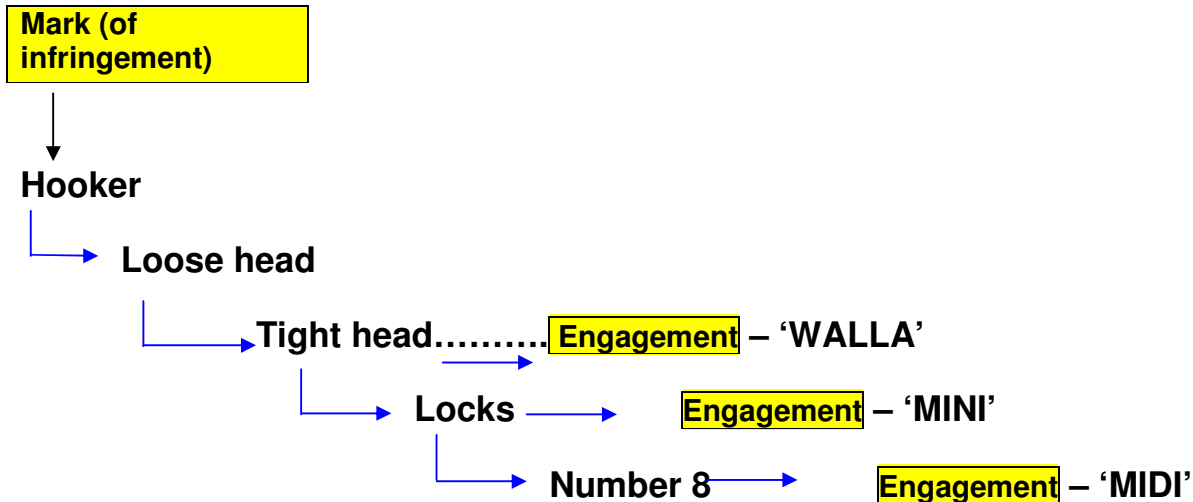 Mark (of
infringement)
Hooker
Loose head
Tight head.......... Engagement – ‘WALLA’
Locks Engagement – ‘MINI’
Number 8 Engagement – ‘MIDI’